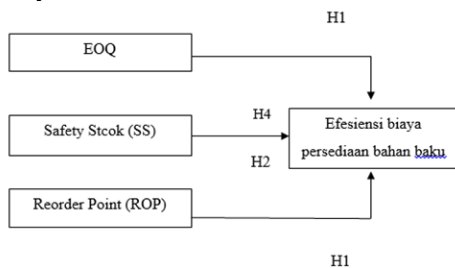 H1
EOQ
Safety Stcok (SS)
H4
H2
Efesiensi biaya
persediaan bahan baku
Reorder Point (ROP)
H1